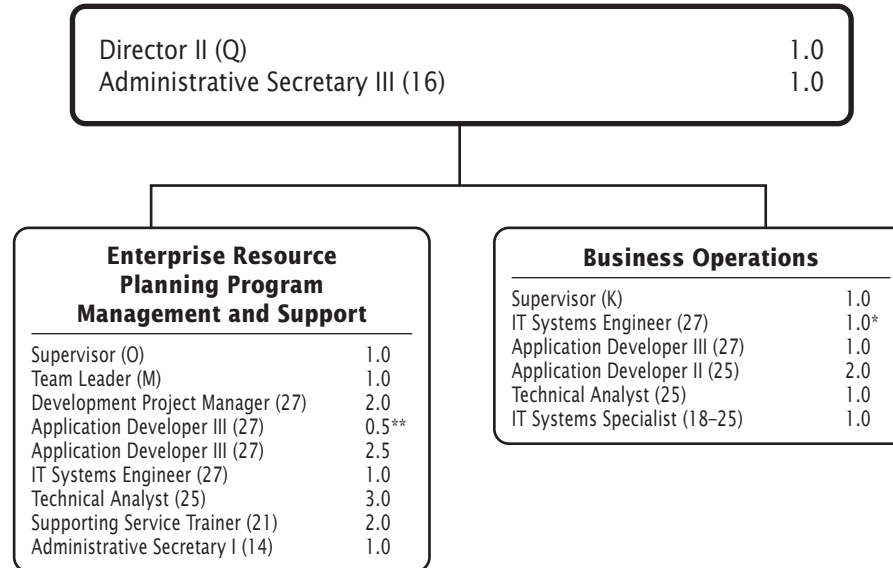 Director II (Q) 1.0
Administrative Secretary III (16) 1.0
Enterprise Resource
Planning Program
Management and Support
Supervisor (O) 1.0
Team Leader (M) 1.0
Development Project Manager (27) 2.0
Application Developer III (27) 0.5**
Application Developer III (27) 2.5
IT Systems Engineer (27) 1.0
Technical Analyst (25) 3.0
Supporting Service Trainer (21) 2.0
Administrative Secretary I (14) 1.0
Business Operations
Supervisor (K) 1.0
IT Systems Engineer (27) 1.0*
Application Developer III (27) 1.0
Application Developer II (25) 2.0
Technical Analyst (25) 1.0
IT Systems Specialist (18–25) 1.0